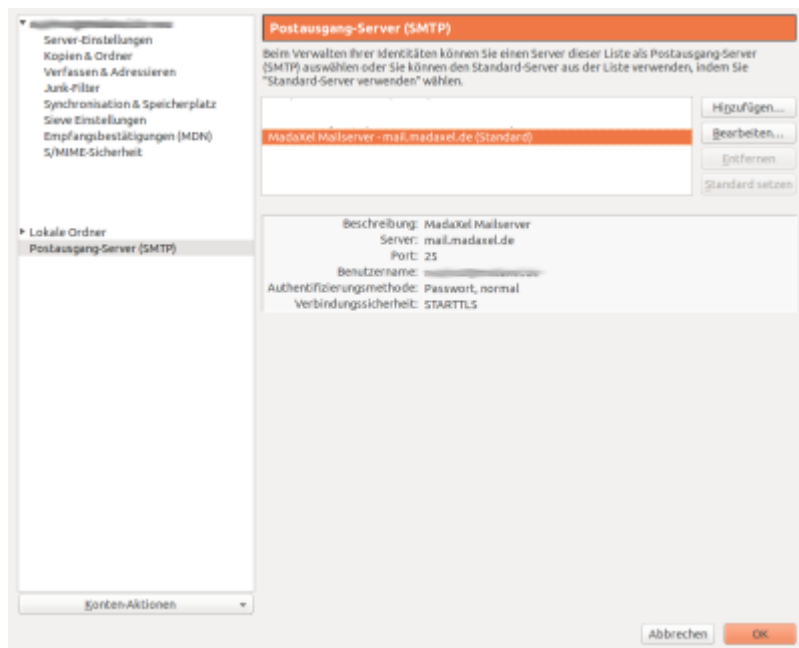 Server-Einstellungen
Kopien & Ordner
Verfassen & Adressieren
Junk-Filter
Synchronisation & Speicherplatz
Sieve Einstellungen
Empfangsbestätigungen (MDN)
S/MIME-Sicherheit
Lokale Ordner
Postausgang-Server (SMTP)
Konten-Aktionen
Postausgang-Server (SMTP)
Beim Verwalten Ihrer Identitäten können Sie einen Server dieser Liste als Postausgang-Server
(SMTP) auswählen oder Sie können den Standard-Server aus der Liste verwenden, indem Sie
"Standard-Server verwenden" wählen.
MadaXel Mailserver - mail.madaxel.de (Standard)
Hinzufügen...
Bearbeiten...
Entfernen
Standard setzen
Beschreibung: MadaXel Mailserver
Server: mail.madaxel.de
Port: 25
Benutzername:
Authentifizierungsmethode: Passwort, normal
Verbindungssicherheit: STARTTLS
Abbrechen
OK